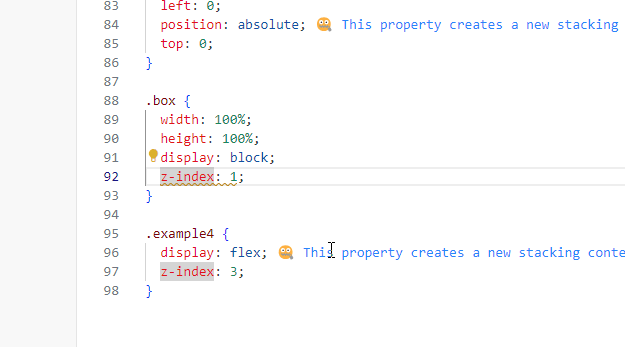 83 left: 0;
84 position: absolute; 🤐 This property creates a new stacking
85 top: 0;
86 }
87
88 .box {
89 width: 100%;
90 height: 100%;
91 display: block;
92 z-index: 1;
93 }
94
95 .example4 {
96 display: flex; 🤐 This property creates a new stacking conte
97 z-index: 3;
98 }